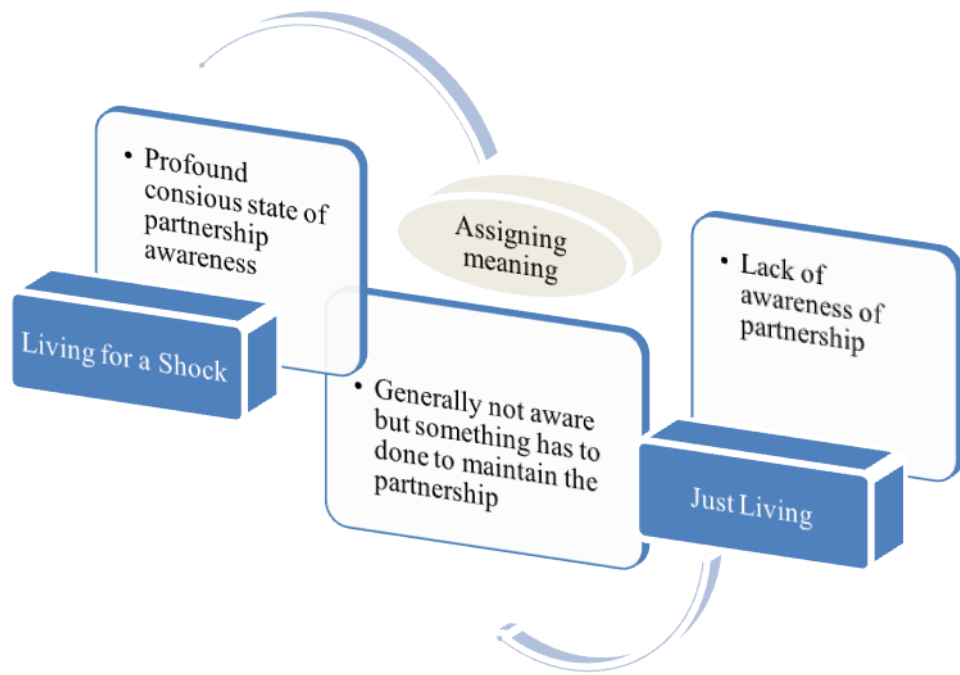 • Profound
consious state of
partnership
awareness
Living for a Shock
Assigning
meaning
• Generally not aware
but something has to
done to maintain the
partnership
• Lack of
awareness of
partnership
Just Living